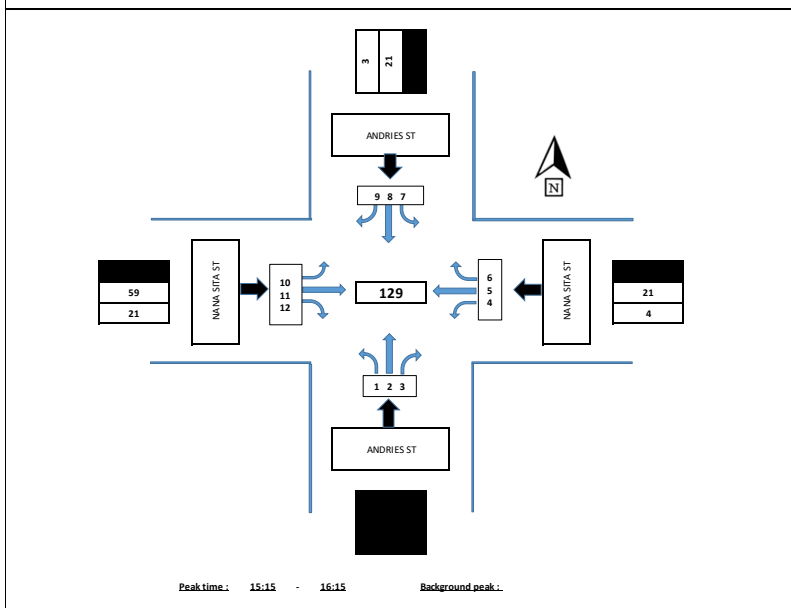 3 21
ANDRIES ST
N
9 8 7
59
21
NANA SITA ST
10
11
12
129
6
5
4
NANA SITA ST
21
4
1 2 3
ANDRIES ST
Peak time : 15:15 - 16:15 Background peak :